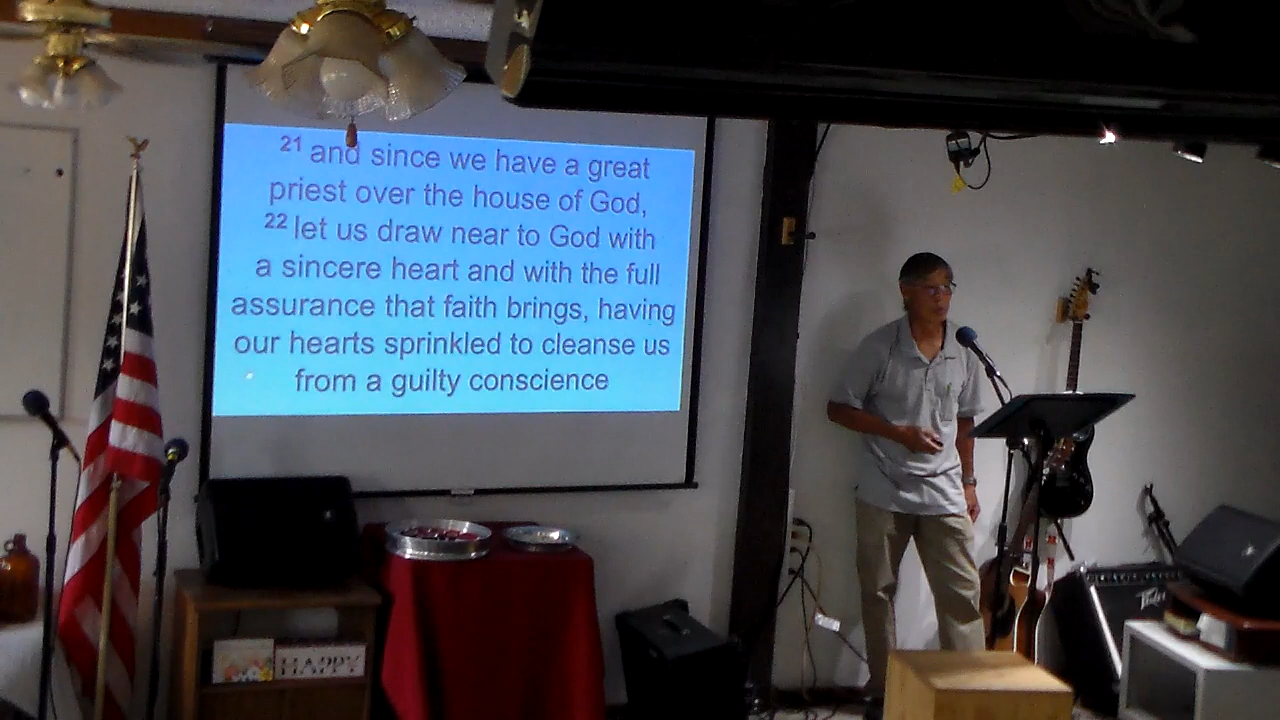 21 and since we have a great
priest over the house of God,
22 let us draw near to God with
a sincere heart and with the full
assurance that faith brings, having
our hearts sprinkled to cleanse us
from a guilty conscience
HAPPY